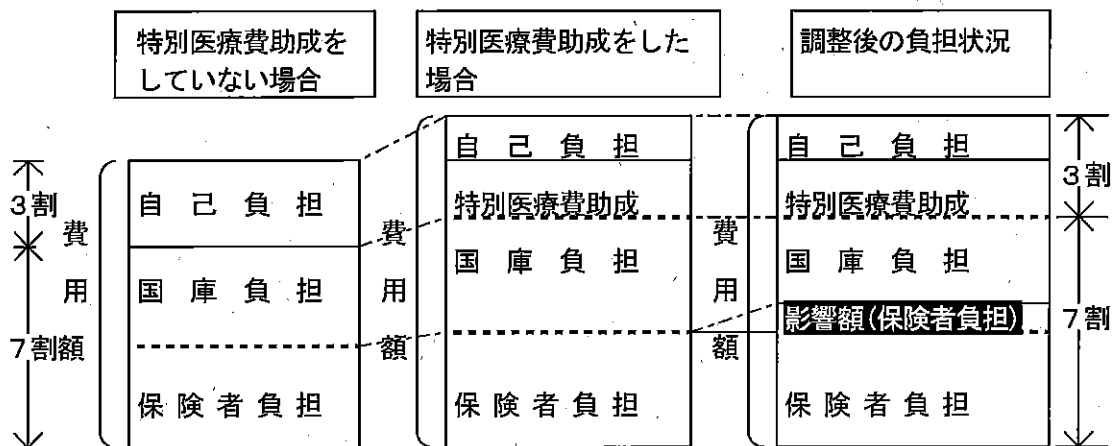 特別医療費助成を
していない場合
特別医療費助成をした
場合
調整後の負担状況
3割
7割
費用額
自己負担
国庫負担
保険者負担
費用額
自己負担
特別医療費助成
国庫負担
保険者負担
費用額
自己負担
特別医療費助成
国庫負担
影響額(保険者負担)
保険者負担
3割
7割